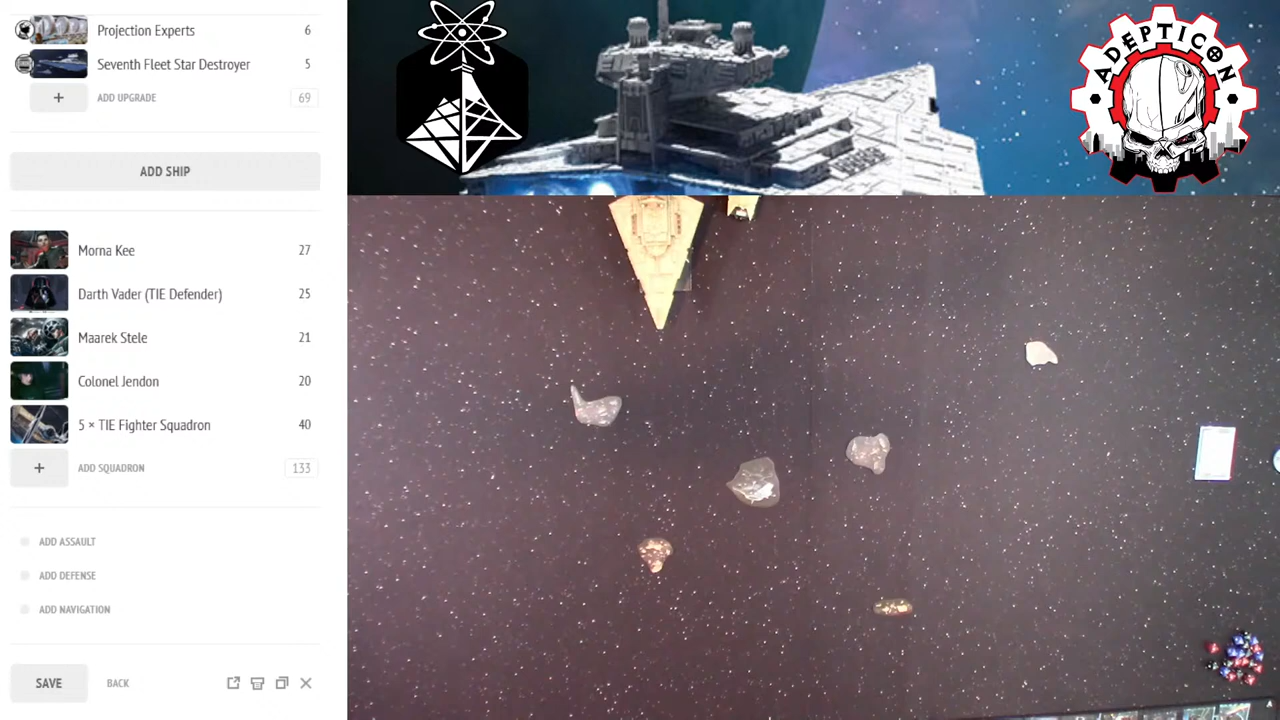 Projection Experts 6
Seventh Fleet Star Destroyer 5
+ ADD UPGRADE 69
ADD SHIP
Morna Kee 27
Darth Vader (TIE Defender) 25
Maarek Stele 21
Colonel Jendon 20
5 × TIE Fighter Squadron 40
+ ADD SQUADRON 133
ADD ASSAULT
ADD DEFENSE
ADD NAVIGATION
SAVE BACK
ADEPTICON